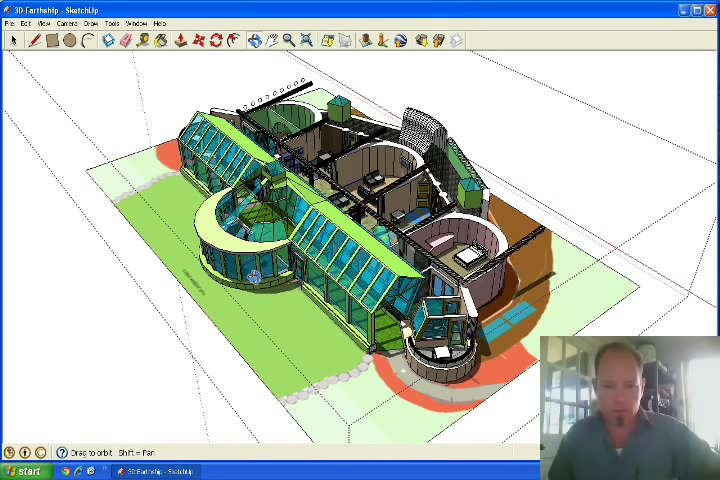 3D Earthship - SketchUp
File Edit View Camera Draw Tools Window Help
Drag to orbit. Shift = Pan
start
3D Earthship - SketchUp